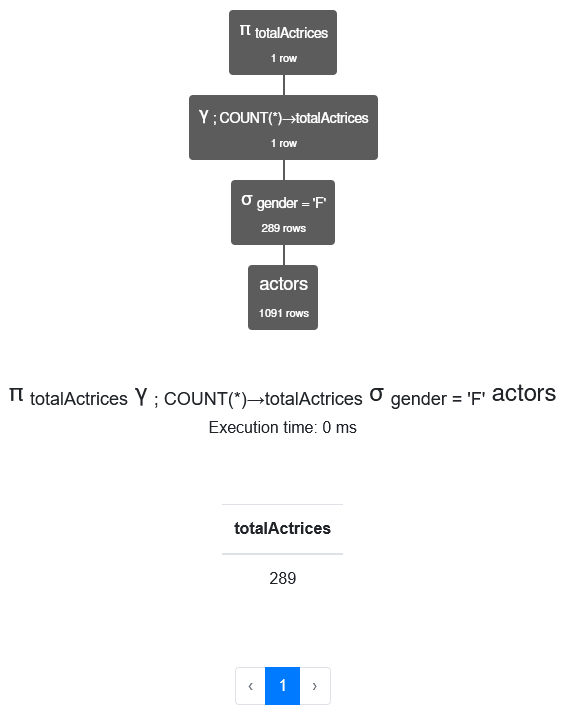 π totalActrices
1 row
γ ; COUNT(*)→totalActrices
1 row
σ gender = 'F'
289 rows
actors
1091 rows
π totalActrices γ ; COUNT(*)→totalActrices σ gender = 'F' actors
Execution time: 0 ms
totalActrices
289
‹ 1 ›